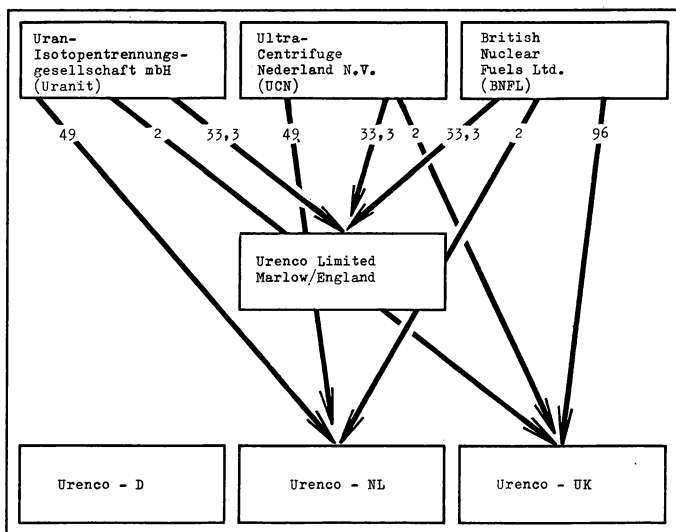 Uran-
Isotopentrennungs-
gesellschaft mbH
(Uranit)
Ultra-
Centrifuge
Nederland N.V.
(UCN)
British
Nuclear
Fuels Ltd.
(BNFL)
49 2 33,3 49 33,3 2 33,3 2 96
Urenco Limited
Marlow/England
Urenco - D
Urenco - NL
Urenco - UK